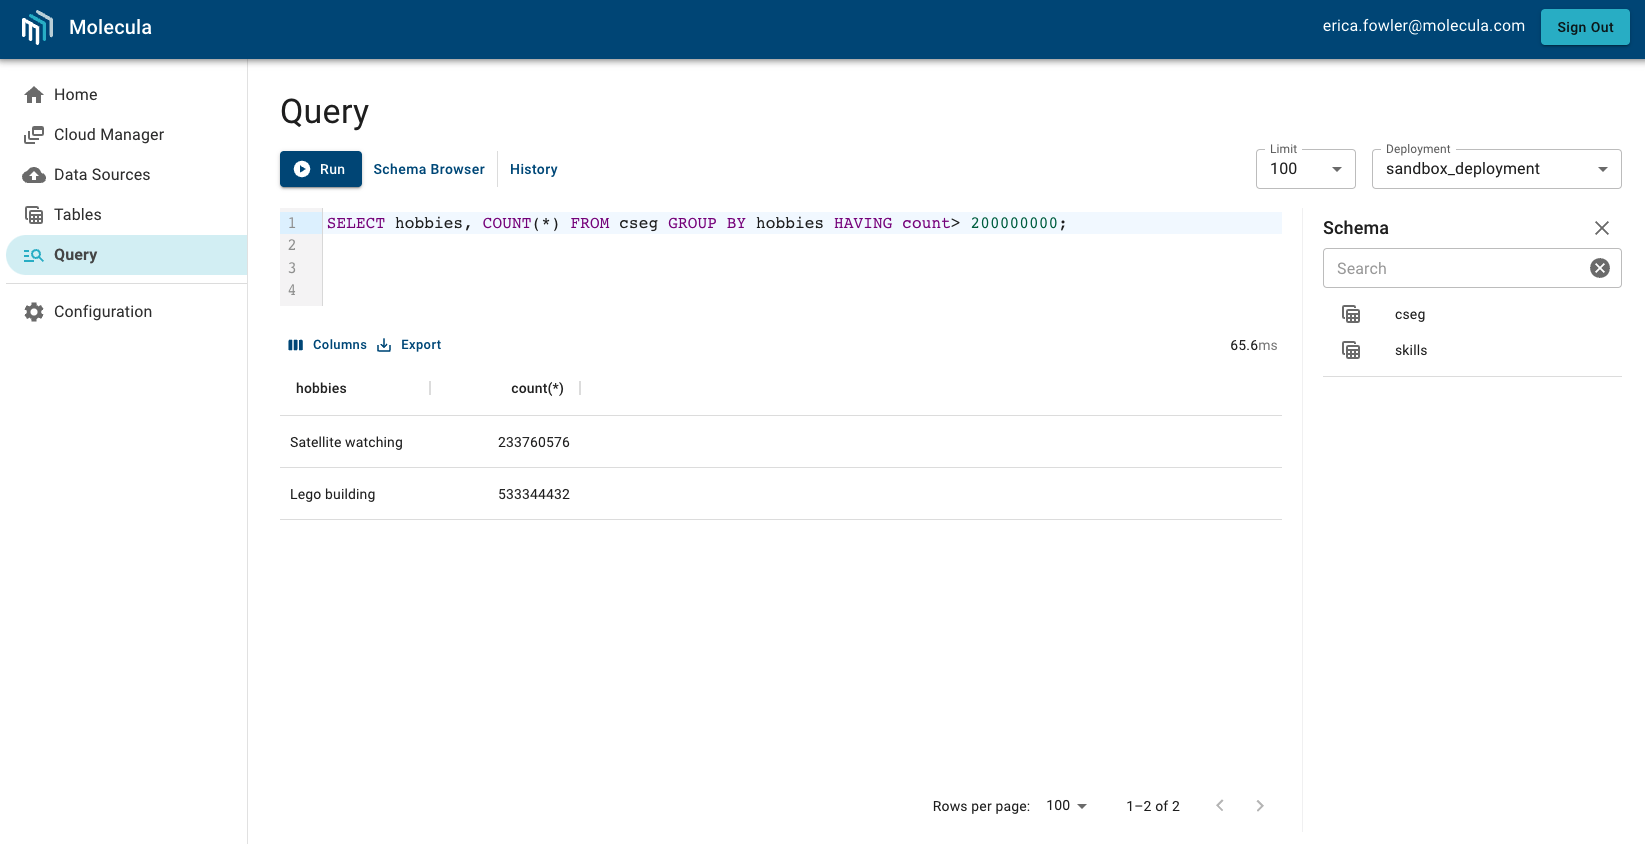 Molecula
erica.fowler@molecula.com
Sign Out
Home
Cloud Manager
Data Sources
Tables
Query
Configuration
Query
Run
Schema Browser
History
Limit
100
Deployment
sandbox_deployment
1 SELECT hobbies, COUNT(*) FROM cseg GROUP BY hobbies HAVING count> 200000000;
2
3
4
Columns
Export
65.6ms
hobbies count(*)
Satellite watching 233760576
Lego building 533344432
Rows per page: 100 1–2 of 2
Schema
Search
cseg
skills